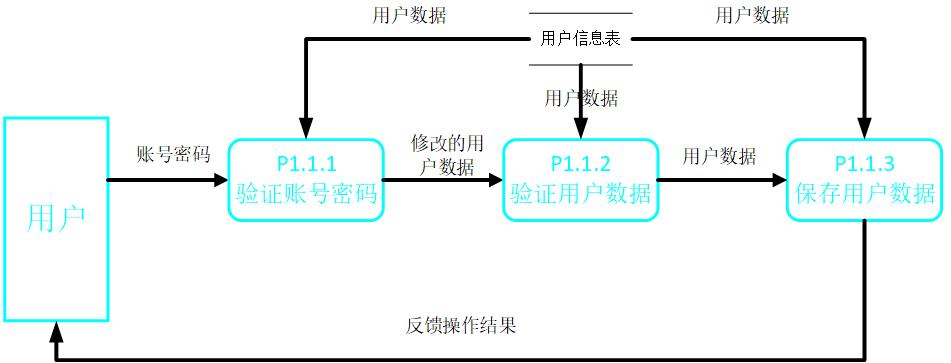 用户数据
用户数据
用户信息表
用户数据
账号密码
修改的用
户数据
用户数据
P1.1.1
验证账号密码
P1.1.2
验证用户数据
P1.1.3
保存用户数据
用户
反馈操作结果